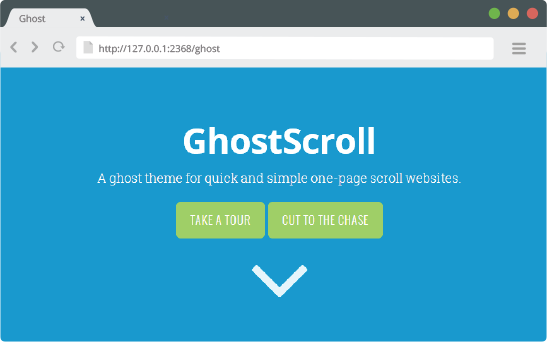 Ghost
http://127.0.0.1:2368/ghost
GhostScroll
A ghost theme for quick and simple one-page scroll websites.
TAKE A TOUR CUT TO THE CHASE